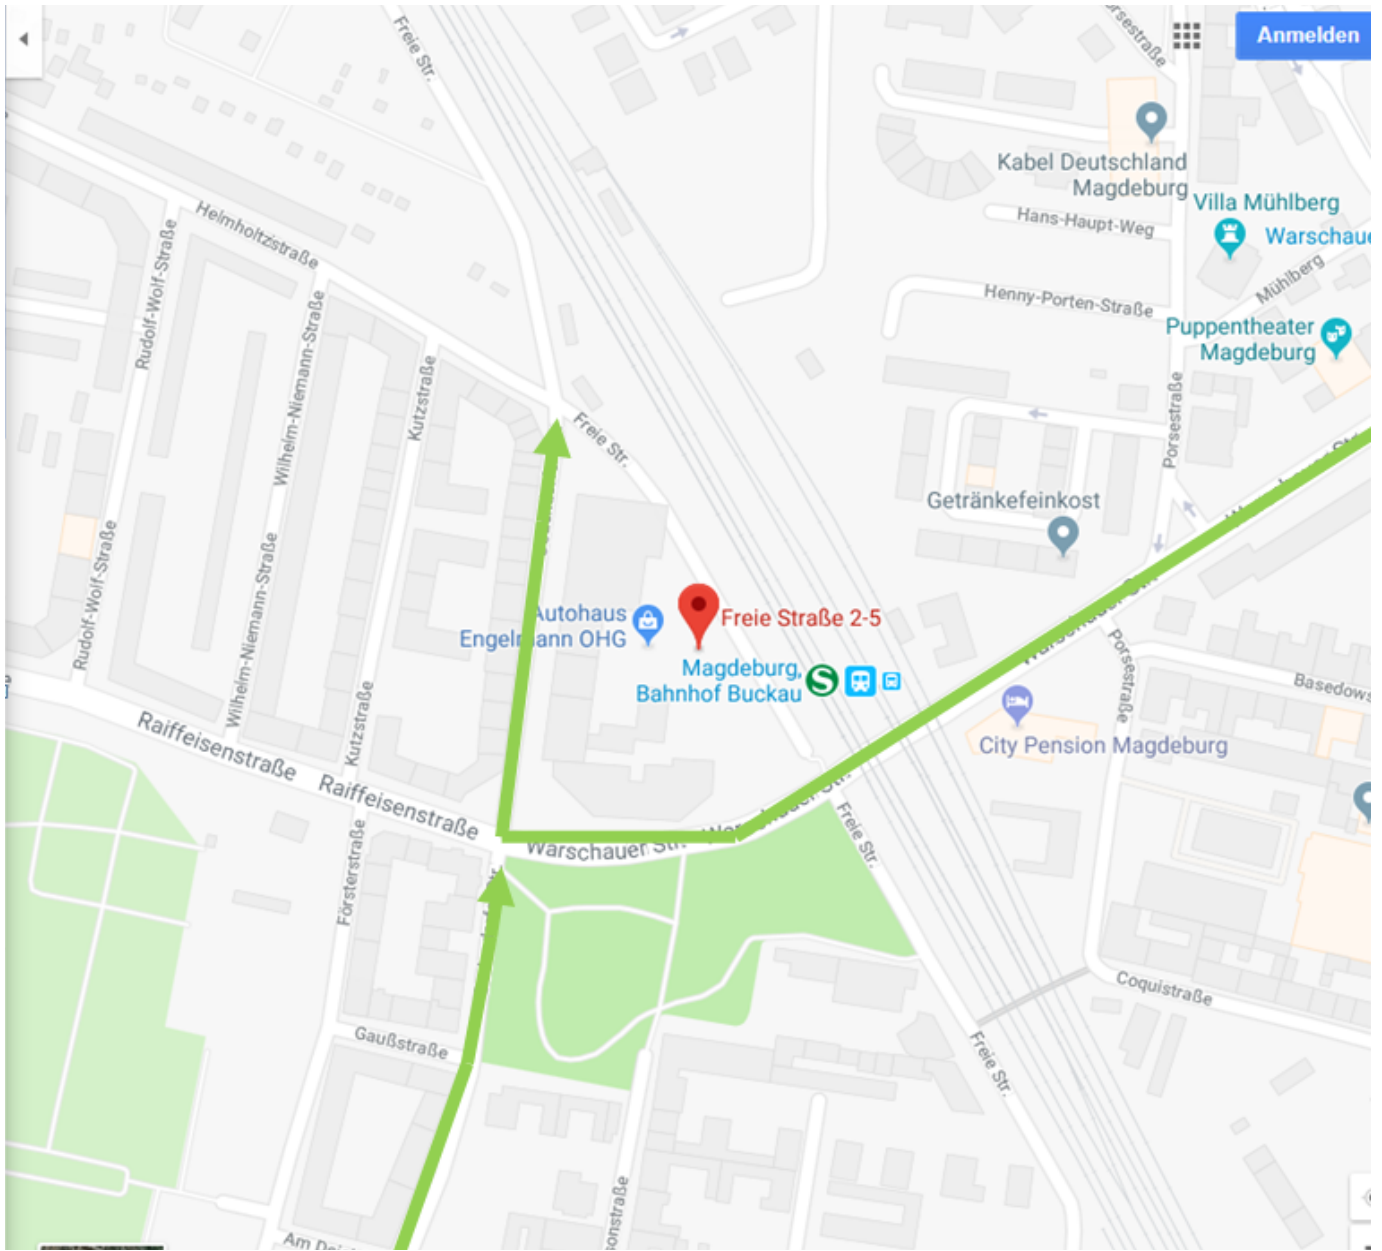 Freie Str.
Anmelden
Kabel Deutschland
Magdeburg
Villa Mühlberg
Hans-Haupt-Weg
Helmholtzstraße
Rudolf-Wolf-Straße
Mühlberg
Henny-Porten-Straße
Wilhelm-Niemann-Straße
Puppentheater
Magdeburg
Kutzstraße
Porsestraße
Freie Str.
Getränkefeinkost
Rudolf-Wolf-Straße
Wilhelm-Niemann-Straße
Autohaus
Engelmann OHG
Freie Straße 2-5
Magdeburg,
Bahnhof Buckau
S
Porsestraße
Kutzstraße
Raiffeisenstraße
Raiffeisenstraße
City Pension Magdeburg
Warschauer Str.
Freie Str.
Försterstraße
Coquistraße
Gaußstraße
Freie Str.